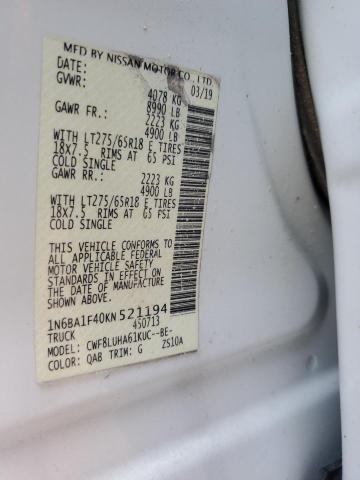 MFD BY NISSAN MOTOR CO., LTD.
DATE: 03/19
GVWR: 4078 KG
8990 LB
GAWR FR: 2223 KG
4900 LB
WITH LT275/65R18 E TIRES
18X7.5 RIMS AT 65 PSI
COLD SINGLE
GAWR RR: 2223 KG
4900 LB
WITH LT275/65R18 E TIRES
18X7.5 RIMS AT 65 PSI
COLD SINGLE
THIS VEHICLE CONFORMS TO
ALL APPLICABLE FEDERAL
MOTOR VEHICLE SAFETY
STANDARDS IN EFFECT ON
THE DATE OF MANUFACTURE
SHOWN ABOVE.
1N6BA1F40KN521194
TRUCK 450713
MODEL: CWF8LUHA61KUC--BE-
COLOR: QAB TRIM: G ZS10A